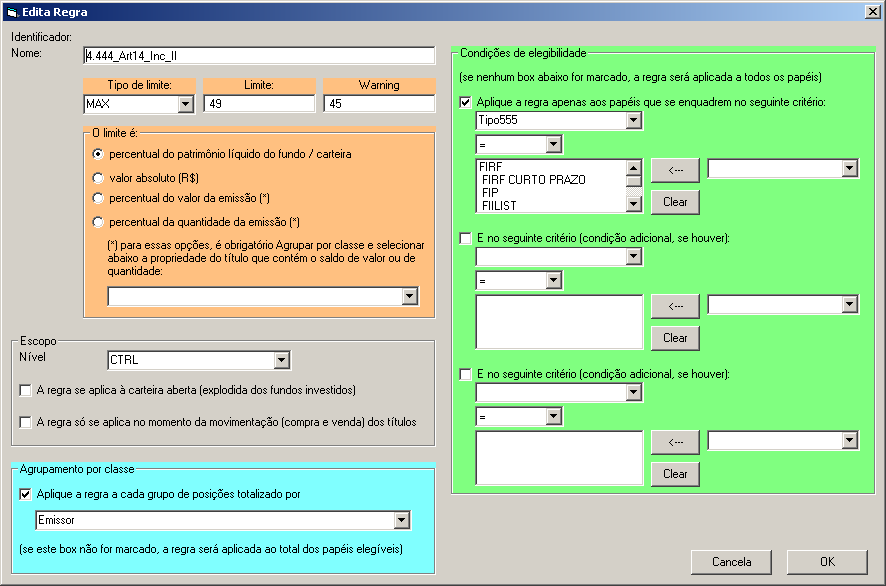 Edita Regra
Identificador:
Nome:
4.444_Art14_Inc_II
Tipo de limite:
Limite:
Warning
MAX
49
45
O limite é:
percentual do patrimônio líquido do fundo / carteira
valor absoluto (R$)
percentual do valor da emissão (*)
percentual da quantidade da emissão (*)
(*) para essas opções, é obrigatório Agrupar por classe e selecionar
abaixo a propriedade do título que contém o saldo de valor ou de
quantidade:
Escopo
Nível
CTRL
A regra se aplica à carteira aberta (explodida dos fundos investidos)
A regra só se aplica no momento da movimentação (compra e venda) dos títulos
Agrupamento por classe
Aplique a regra a cada grupo de posições totalizado por
Emissor
(se este box não for marcado, a regra será aplicada ao total dos papéis elegíveis)
Condições de elegibilidade
(se nenhum box abaixo for marcado, a regra será aplicada a todos os papéis)
Aplique a regra apenas aos papéis que se enquadrem no seguinte critério:
Tipo555
=
FIRF
FIRF CURTO PRAZO
FIP
FIILIST
<---
Clear
E no seguinte critério (condição adicional, se houver):
=
<---
Clear
E no seguinte critério (condição adicional, se houver):
=
<---
Clear
Cancela
OK